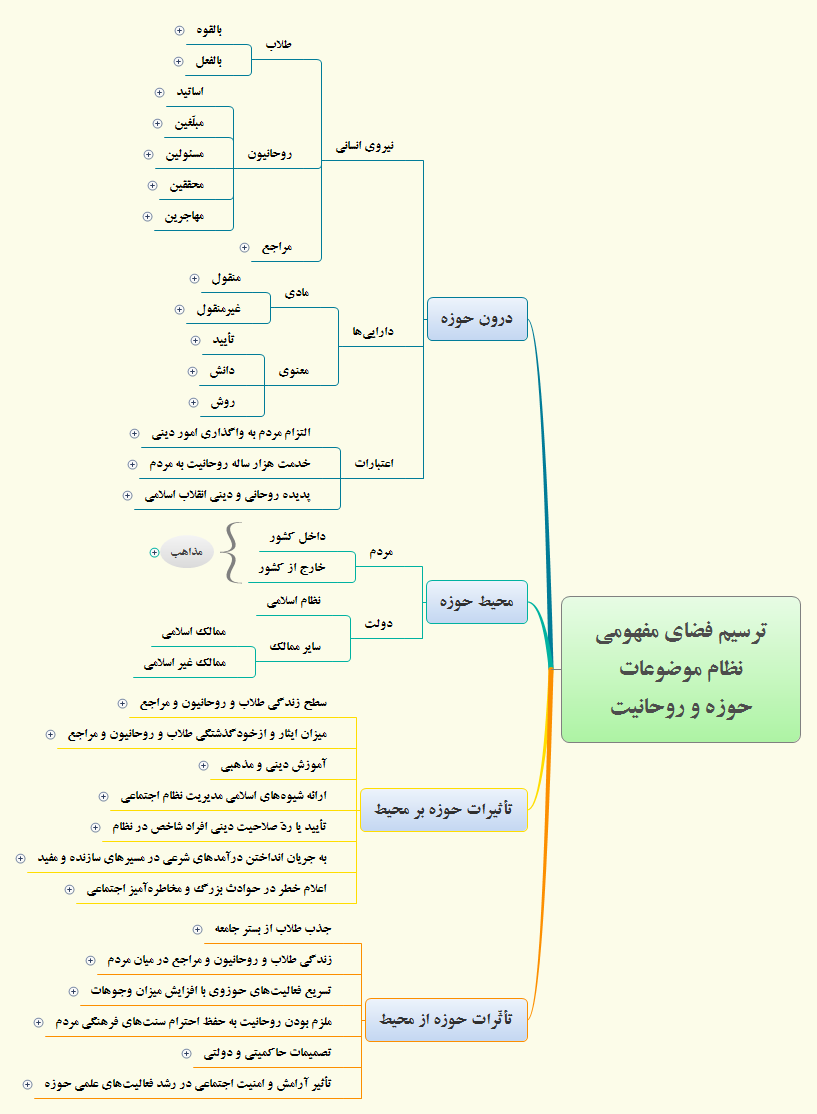 ترسیم فضای مفهومی
نظام موضوعات
حوزه و روحانیت
درون حوزه
نیروی انسانی
طلاب
بالقوه
بالفعل
روحانیون
اساتید
مبلّغین
مسئولین
محققین
مهاجرین
مراجع
دارایی‌ها
مادی
منقول
غیرمنقول
معنوی
تأیید
دانش
روش
اعتبارات
التزام مردم به واگذاری امور دینی
خدمت هزار ساله روحانیت به مردم
پدیده روحانی و دینی انقلاب اسلامی
محیط حوزه
مردم
داخل کشور
خارج از کشور
مذاهب
دولت
نظام اسلامی
سایر ممالک
ممالک اسلامی
ممالک غیر اسلامی
تأثیرات حوزه بر محیط
سطح زندگی طلاب و روحانیون و مراجع
میزان ایثار و ازخودگذشتگی طلاب و روحانیون و مراجع
آموزش دینی و مذهبی
ارائه شیوه‌های اسلامی مدیریت نظام اجتماعی
تأیید یا ردّ صلاحیت دینی افراد شاخص در نظام
به جریان انداختن درآمدهای شرعی در مسیرهای سازنده و مفید
اعلام خطر در حوادث بزرگ و مخاطره‌آمیز اجتماعی
تأثّرات حوزه از محیط
جذب طلاب از بستر جامعه
زندگی طلاب و روحانیون و مراجع در میان مردم
تسریع فعالیت‌های حوزوی با افزایش میزان وجوهات
ملزم بودن روحانیت به حفظ احترام سنت‌های فرهنگی مردم
تصمیمات حاکمیتی و دولتی
تأثیر آرامش و امنیت اجتماعی در رشد فعالیت‌های علمی حوزه